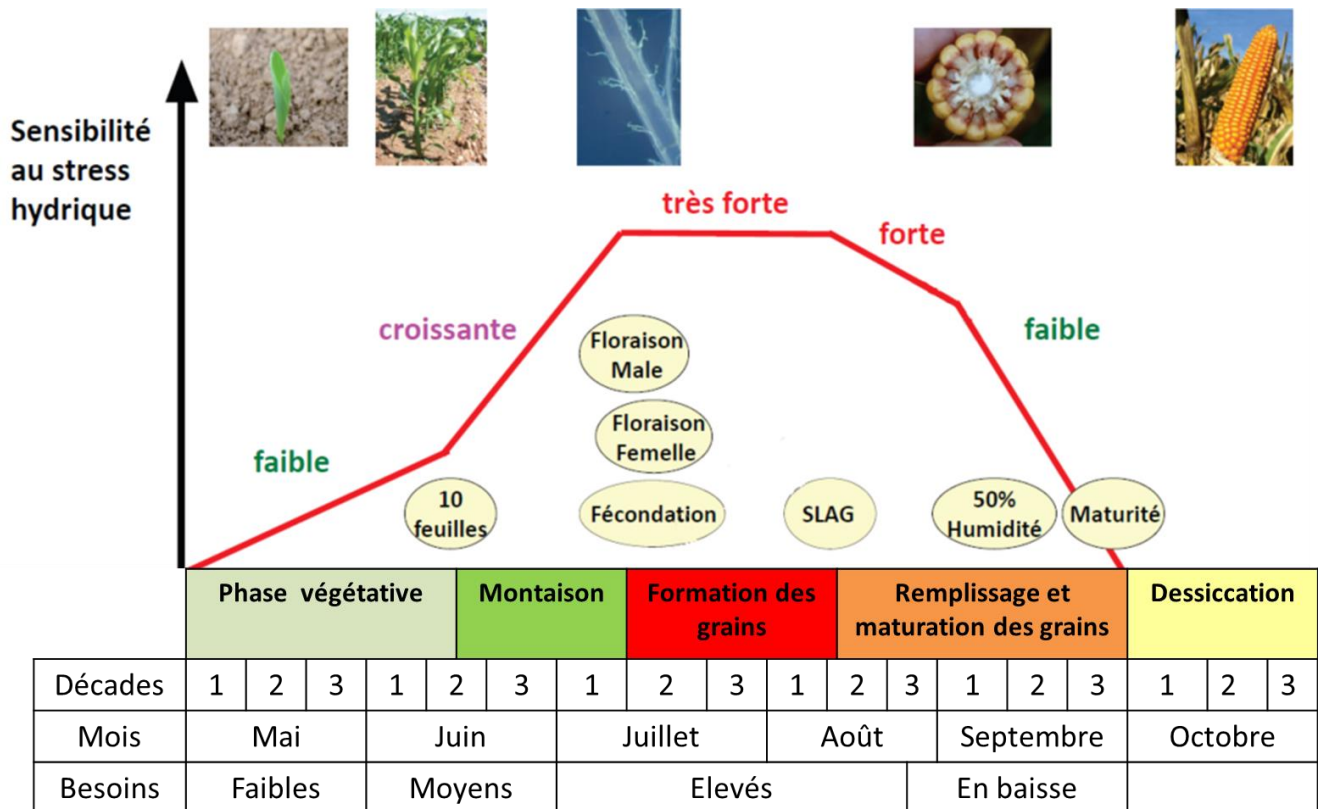 Sensibilité
au stress
hydrique
très forte
forte
croissante
faible
faible
Floraison
Male
Floraison
Femelle
10
feuilles
Fécondation
SLAG
50%
Humidité
Maturité
Phase végétative
Montaison
Formation des
grains
Remplissage et
maturation des grains
Dessiccation
Décades 1 2 3 1 2 3 1 2 3 1 2 3 1 2 3 1 2 3
Mois Mai Juin Juillet Août Septembre Octobre
Besoins Faibles Moyens Elevés En baisse